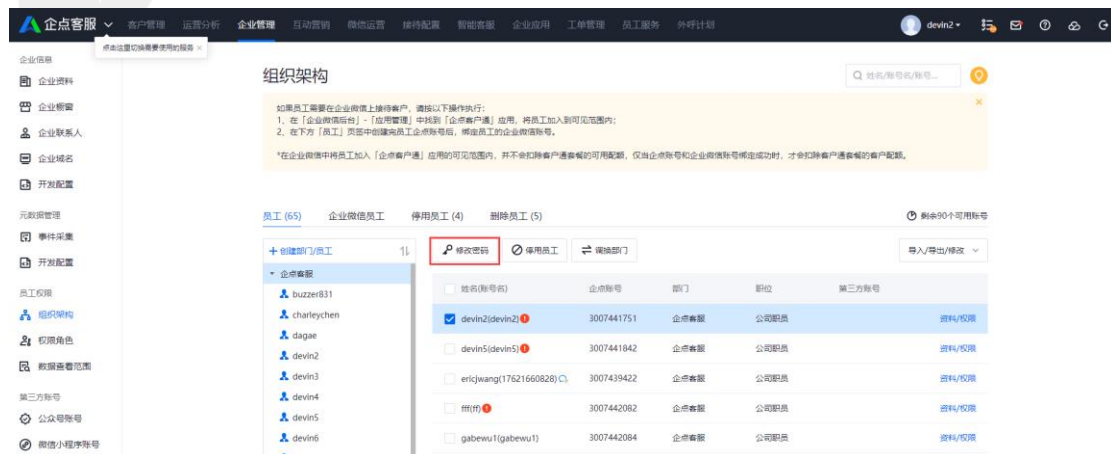 企点客服 客户管理 运营分析 企业管理 互动营销 微信运营 接待配置 智能客服 企业应用 工单管理 员工服务 外呼计划 devin2
点击这里切换需要使用的服务 ×
企业信息
企业资料
企业橱窗
企业联系人
企业域名
开发配置
元数据管理
事件采集
开发配置
员工权限
组织架构
权限角色
数据查看范围
第三方账号
公众号账号
微信小程序账号
组织架构
姓名/账号名/账号...
如果员工需要在企业微信上接待客户，请按以下操作执行：
1、在「企业微信后台」-「应用管理」中找到「企点客户通」应用，将员工加入到可见范围内；
2、在下方「员工」页签中创建完员工企点账号后，绑定员工的企业微信账号。
*在企业微信中将员工加入「企点客户通」应用的可见范围内，并不会扣除客户通套餐的可用配额，仅当企点账号和企业微信账号绑定成功时，才会扣除客户通套餐的客户配额。
员工 (65) 企业微信员工 停用员工 (4) 删除员工 (5) 剩余90个可用账号
+ 创建部门/员工
修改密码 停用员工 调换部门 导入/导出/修改
企点客服
buzzer831
charleychen
dagae
devin2
devin3
devin4
devin5
devin6
姓名(账号名) 企点账号 部门 职位 第三方账号
devin2(devin2) 3007441751 企点客服 公司职员 资料/权限
devin5(devin5) 3007441842 企点客服 公司职员 资料/权限
ericjwang(17621660828) 3007439422 企点客服 公司职员 资料/权限
fff(ff) 3007442082 企点客服 公司职员 资料/权限
gabewu1(gabewu1) 3007442084 企点客服 公司职员 资料/权限